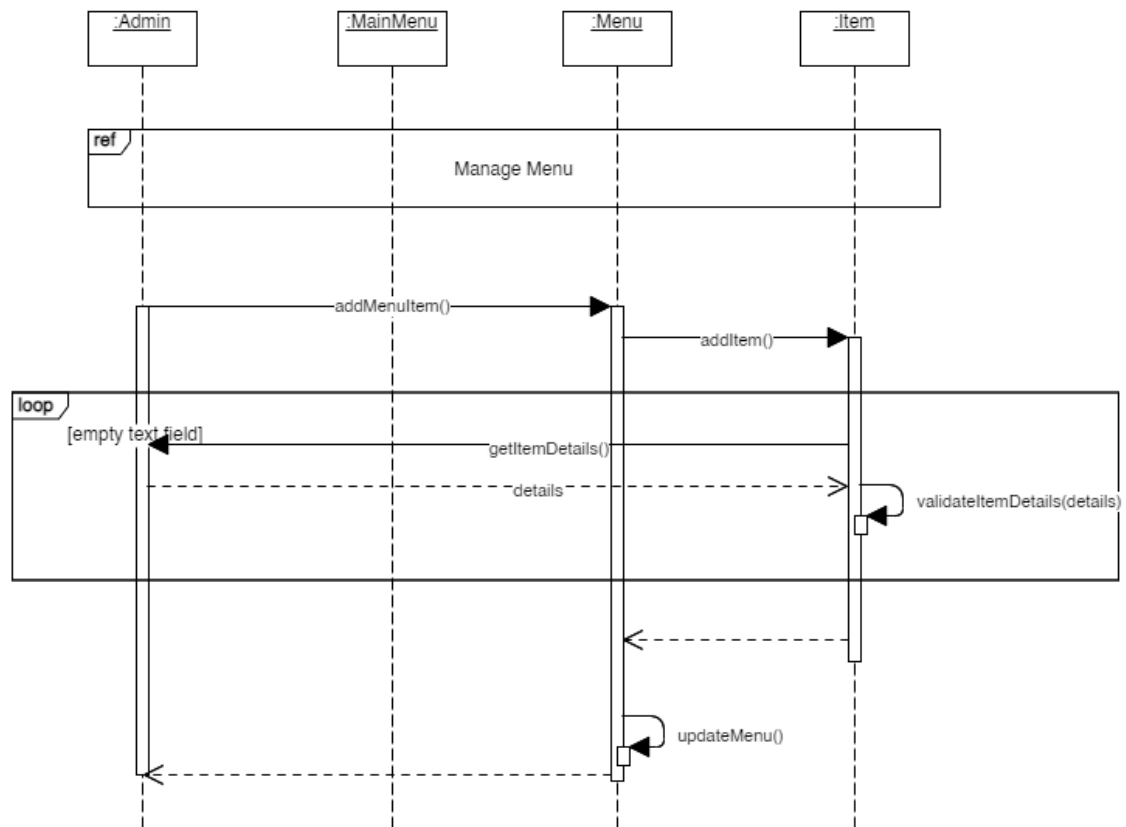 :Admin
:MainMenu
:Menu
:Item
ref
Manage Menu
addMenuItem()
addItem()
loop
[empty text field]
getItemDetails()
details
validateItemDetails(details)
updateMenu()